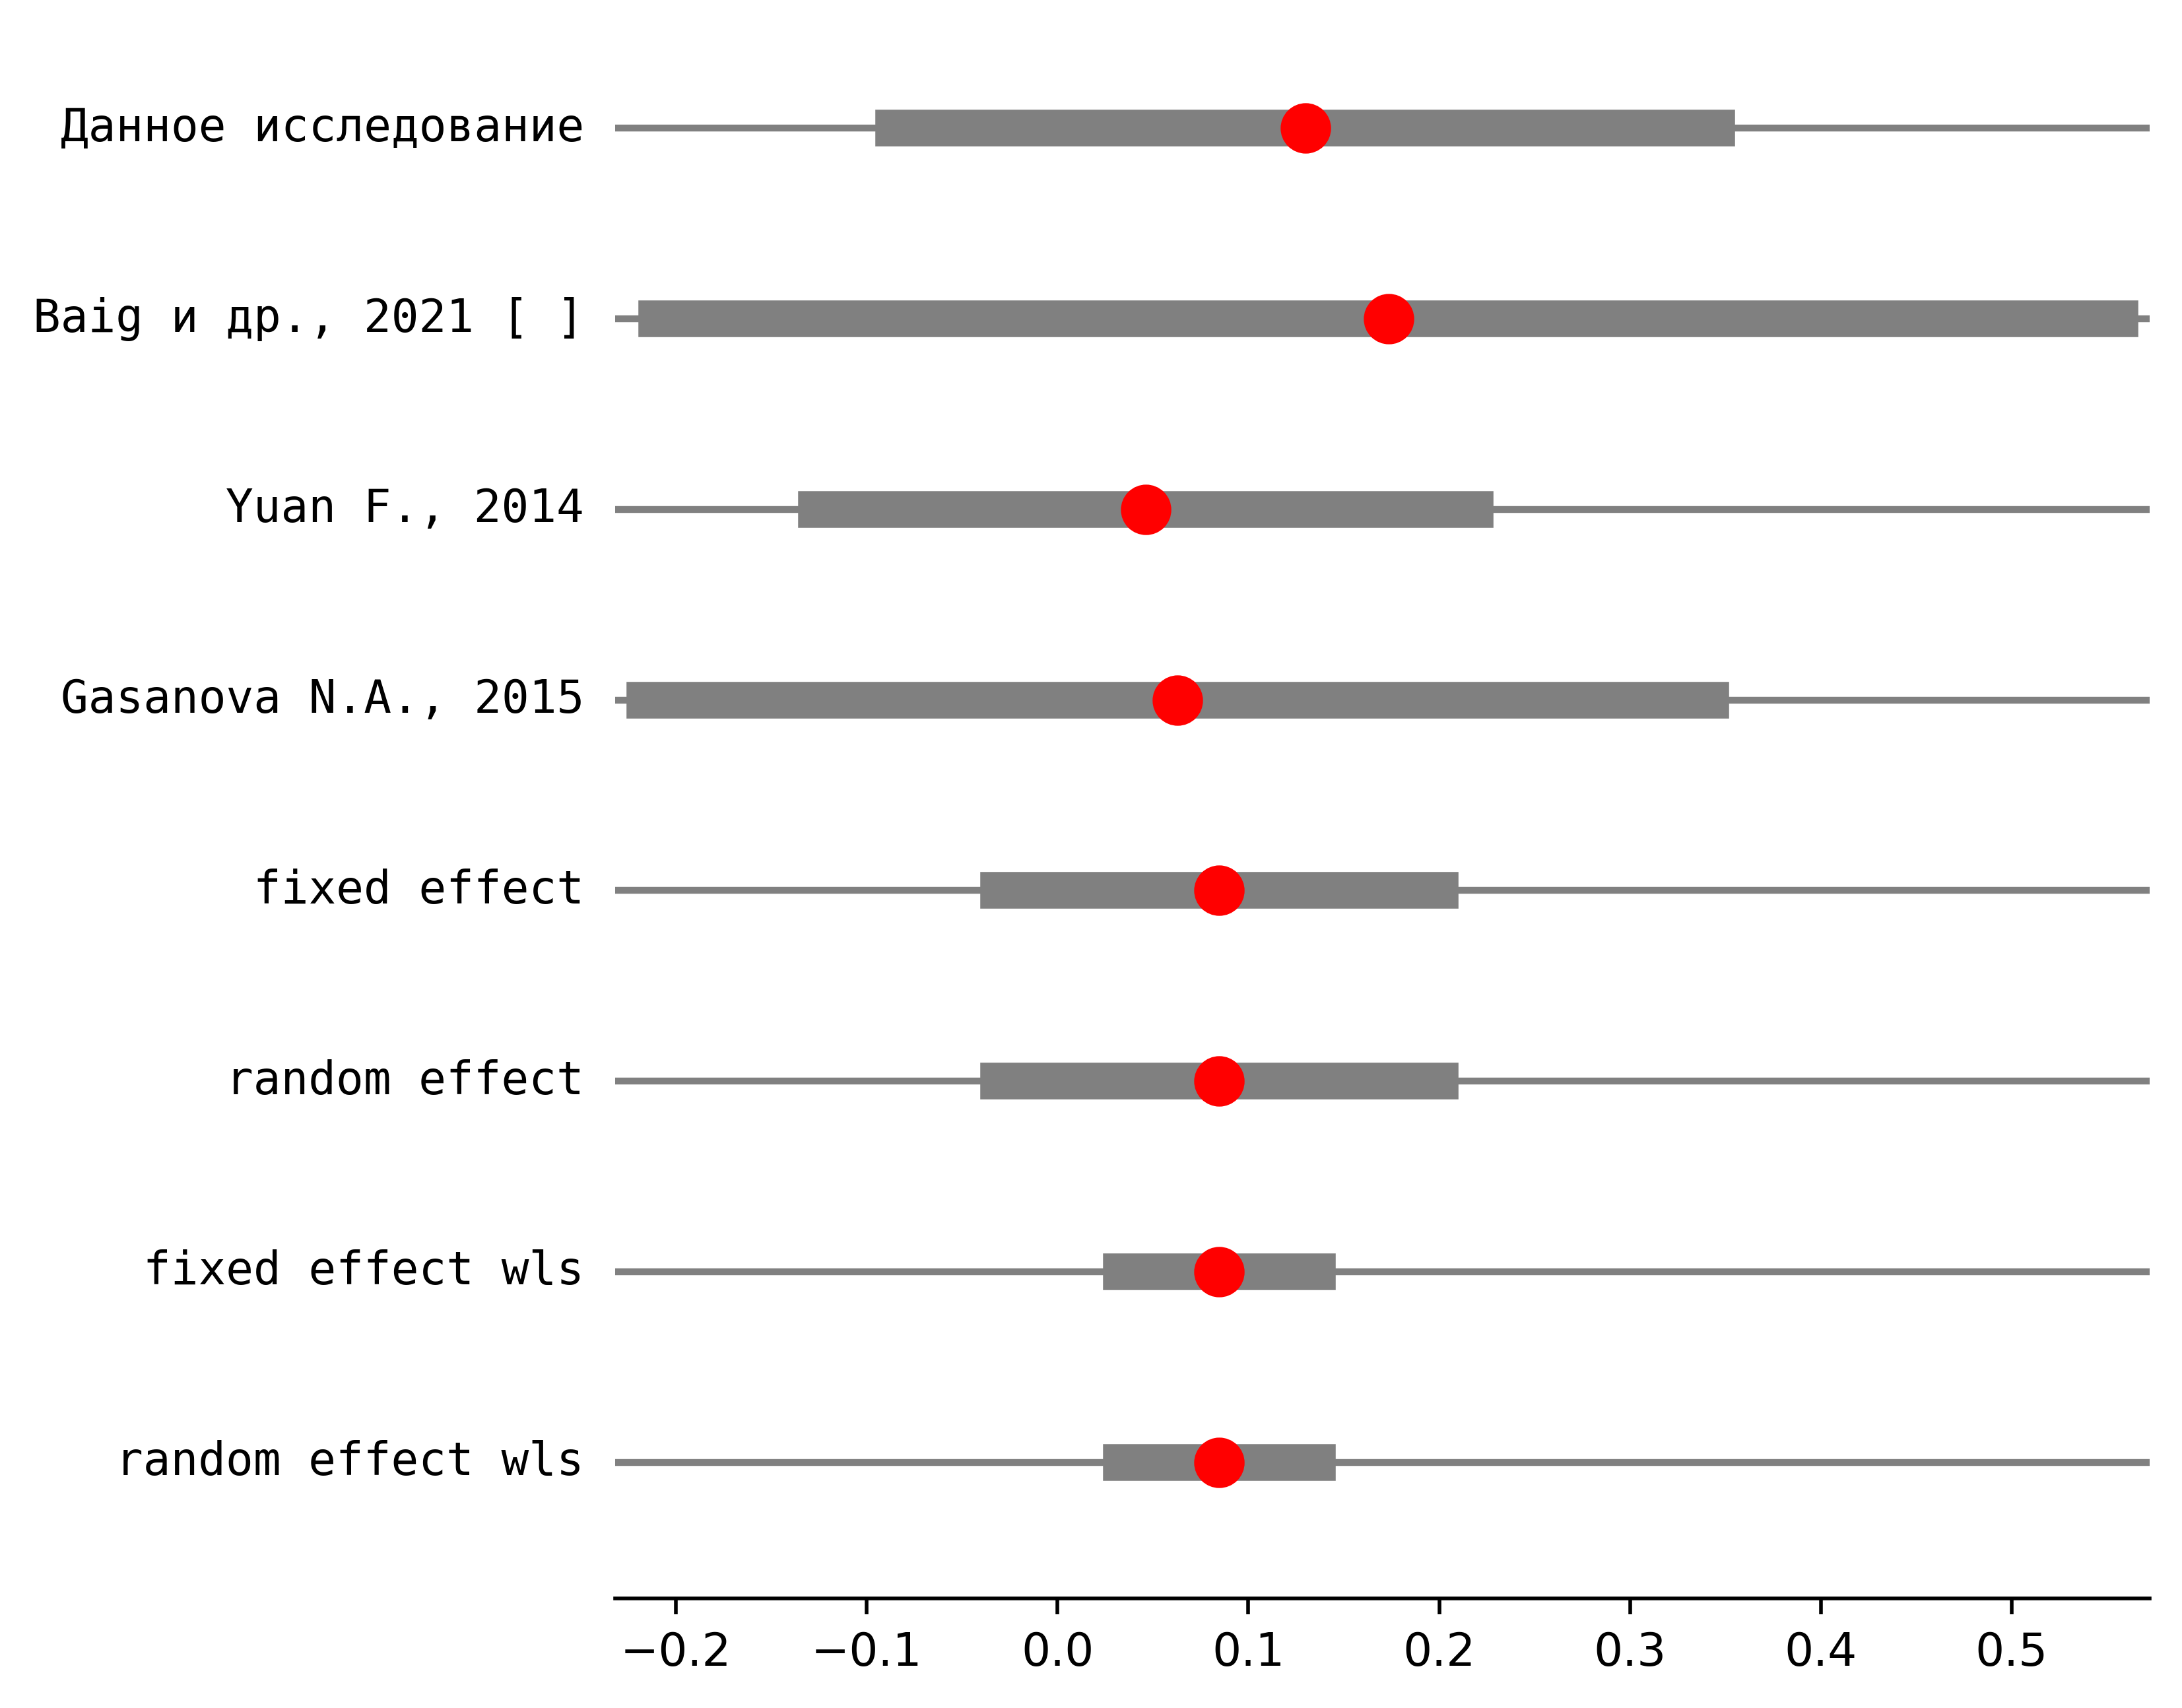 Данное исследование
Baig и др., 2021 [ ]
Yuan F., 2014
Gasanova N.A., 2015
fixed effect
random effect
fixed effect wls
random effect wls
−0.2 −0.1 0.0 0.1 0.2 0.3 0.4 0.5